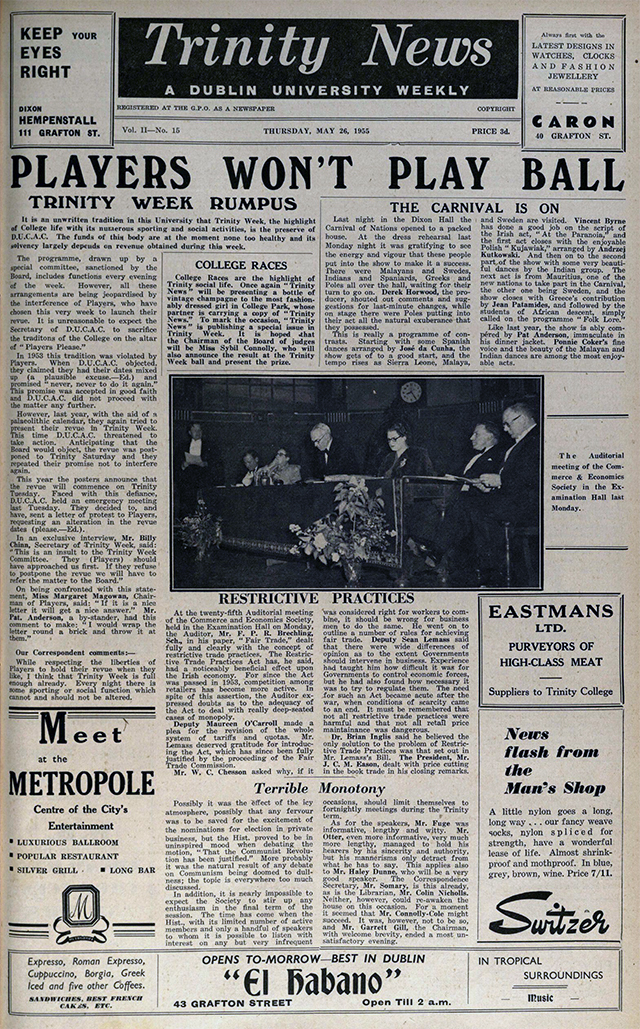 KEEP YOUR
EYES
RIGHT
DIXON
HEMPENSTALL
111 GRAFTON ST.
Trinity News
A DUBLIN UNIVERSITY WEEKLY
REGISTERED AT THE G.P.O. AS A NEWSPAPER
COPYRIGHT
Vol. II—No. 15
THURSDAY, MAY 26, 1955
PRICE 3d.
Always first with the
LATEST DESIGNS IN
WATCHES, CLOCKS
AND FASHION
JEWELLERY
AT REASONABLE PRICES
CARON
40 GRAFTON ST.
PLAYERS WON'T PLAY BALL
TRINITY WEEK RUMPUS
It is an unwritten tradition in this University that Trinity Week, the highlight
of College life with its numerous sporting and social activities, is the preserve of
D.U.C.A.C. The funds of this body are at the moment none too healthy and its
solvency largely depends on revenue obtained during this week.
The programme, drawn up by a
special committee, sanctioned by the
Board, includes functions every evening
of the week. However, all these
arrangements are being jeopardised by
the interference of Players, who have
chosen this very week to launch their
revue. It is unreasonable to expect the
Secretary of D.U.C.A.C. to sacrifice
the traditons of College on the altar
of "Players Please."
In 1953 this tradition was violated by
Players. When D.U.C.A.C. objected,
they claimed they had their dates mixed
up (a plausible excuse—Ed.) and
promised "never, never to do it again."
This promise was accepted in good faith
and D.U.C.A.C. did not proceed with
the matter any further.
However, last year, with the aid of a
palaeolithic calendar, they again tried to
present their revue in Trinity Week.
This time D.U.C.A.C. threatened to
take action. Anticipating that the
Board would object, the revue was post-
poned to Trinity Saturday and they
repeated their promise not to interfere
again.
This year the posters announce that
the revue will commence on Trinity
Tuesday. Faced with this defiance,
D.U.C.A.C. held an emergency meeting
last Tuesday. They decided to, and
have, sent a letter of protest to Players,
requesting an alteration in the revue
dates (please.—Ed.).
In an exclusive interview, Mr. Billy
Chinn, Secretary of Trinity Week, said:
"This is an insult to the Trinity Week
Committee. They (Players) should
have approached us first. If they refuse
to postpone the revue we will have to
refer the matter to the Board."
On being confronted with this state-
ment, Miss Margaret Magowan, Chair-
man of Players, said: "If it is a nice
letter it will get a nice answer." Mr.
Pat. Anderson, a by-stander, had this
comment to make: "I would wrap the
letter round a brick and throw it at
them."
Our Correspondent comments:—
While respecting the liberties of
Players to hold their revue when they
like, I think that Trinity Week is full
enough already. Every night there is
some sporting or social function which
cannot and should not be altered.
COLLEGE RACES
College Races are the highlight of
Trinity social life. Once again "Trinity
News" will be presenting a bottle of
vintage champagne to the most fashion-
ably dressed girl in College Park, whose
partner is carrying a copy of "Trinity
News." To mark the occasion, "Trinity
News" is publishing a special issue in
Trinity Week. It is hoped that
the Chairman of the Board of judges
will be Miss Sybil Connolly, who will
also announce the result at the Trinity
Week ball and present the prize.
THE CARNIVAL IS ON
Last night in the Dixon Hall the
Carnival of Nations opened to a packed
house. At the dress rehearsal last
Monday night it was gratifying to see
the energy and vigour that these people
put into the show to make it a success.
There were Malayans and Swedes,
Indians and Spaniards, Greeks and
Poles all over the hall, waiting for their
turn to go on. Derek Horwood, the pro-
ducer, shouted out comments and sug-
gestions for last-minute changes, while
on stage there were Poles putting into
their act all the natural exuberance that
they possessed.
This is really a programme of con-
trasts. Starting with some Spanish
dances arranged by José da Cunha, the
show gets off to a good start, and the
tempo rises as Sierra Leone, Malaya,
and Sweden are visited. Vincent Byrne
has done a good job on the script of
the Irish act, "At the Paranoia," and
the first act closes with the enjoyable
Polish "Kujawiak," arranged by Andrzej
Kutkowski. And then on to the second
part of the show with some very beauti-
ful dances by the Indian group. The
next act is from Mauritius, one of the
new nations to take part in the Carnival,
the other one being Sweden, and the
show closes with Greece's contribution
by Jean Patamides, and followed by the
students of African descent, simply
called on the programme "Folk Lore."
Like last year, the show is ably com-
pèred by Pat Anderson, immaculate in
his dinner jacket. Ponnie Coker's fine
voice and the beauty of the Malayan and
Indian dances are among the most enjoy-
able acts.
The Auditorial
meeting of the Com-
merce & Economics
Society in the Ex-
amination Hall last
Monday.
RESTRICTIVE PRACTICES
At the twenty-fifth Auditorial meeting
of the Commerce and Economics Society,
held in the Examination Hall on Monday,
the Auditor, Mr. F. P. R. Brechling,
Sch., in his paper, "Fair Trade," dealt
fully and clearly with the concept of
restrictive trade practices. The Restric-
tive Trade Practices Act has, he said,
had a noticeably beneficial effect upon
the Irish economy. For since the Act
was passed in 1953, competition among
retailers has become more active. In
spite of this assertion, the Auditor ex-
pressed doubts as to the adequacy of
the Act to deal with really deep-seated
cases of monopoly.
Deputy Maureen O'Carroll made a
plea for the revision of the whole
system of tariffs and quotas. Mr.
Lemass deserved gratitude for introduc-
ing the Act, which has since been fully
justified by the proceeding of the Fair
Trade Commission.
Mr. W. C. Chesson asked why, if it
was considered right for workers to com-
bine, it should be wrong for business
men to do the same. He went on to
outline a number of rules for achieving
fair trade. Deputy Sean Lemass said
that there were wide differences of
opinion as to the extent Governments
should intervene in business. Experience
had taught him how difficult it was for
Governments to control economic forces,
but he had also found how necessary it
was to try to regulate them. The need
for such an Act became acute after the
war, when conditions of scarcity came
to an end. It must be remembered that
not all restrictive trade practices were
harmful and that not all retail price
maintainance was dangerous.
Dr. Brian Inglis said he believed the
only solution to the problem of Restric-
tive Trade Practices was that set out in
Mr. Lemass's Bill. The President, Mr.
J. C. M. Eason, dealt with price cutting
in the book trade in his closing remarks.
Terrible Monotony
Possibly it was the effect of the icy
atmosphere, possibly that any fervour
was to be saved for the excitement of
the nominations for election in private
business, but the Hist. proved to be in
uninspired mood when debating the
motion, "That the Communist Revolu-
tion has been justified." More probably
it was the natural result of any debate
on Communism being doomed to dull-
ness; the topic is everywhere too much
discussed.
In addition, it is nearly impossible to
expect the Society to stir up any
enthusiasm in the final term of the
session. The time has come when the
Hist., with its limited number of active
members and only a handful of speakers
to whom it is possible to listen with
interest on any but very infrequent
occasions, should limit themselves to
fortnightly meetings during the Trinity
term.
As for the speakers, Mr. Fuge was
informative, lengthy and witty. Mr.
Otter, even more informative, very much
more lengthy, managed to hold his
hearers by his sincerity and authority,
but his mannerisms only detract from
what he has to say. This applies also
to Mr. Haley Dunne, who will be a very
good speaker. The Correspondence
Secretary, Mr. Somary, is this already,
as is the Librarian, Mr. Colin Nicholls.
Neither, however, could re-awaken the
house on this occasion. For a moment
it seemed that Mr. Connolly-Cole might
succeed. It was, however, not to be so,
and Mr. Garrett Gill, the Chairman,
with welcome brevity, ended a most un-
satisfactory evening.
EASTMANS
LTD.
PURVEYORS OF
HIGH-CLASS MEAT
Suppliers to Trinity College
News
flash from
the
Man's Shop
A little nylon goes a long,
long way . . . our fancy weave
socks, nylon spliced for
strength, have a wonderful
lease of life. Almost shrink-
proof and mothproof. In blue,
grey, brown, wine. Price 7/11.
Switzer
Meet
at the
METROPOLE
Centre of the City's
Entertainment
LUXURIOUS BALLROOM
POPULAR RESTAURANT
SILVER GRILL
LONG BAR
M
Expresso, Roman Expresso,
Cuppuccino, Borgia, Greek
Iced and five other Coffees.
SANDWICHES, BEST FRENCH
CAKES, ETC.
OPENS TO-MORROW—BEST IN DUBLIN
"El Habano"
43 GRAFTON STREET
Open Till 2 a.m.
IN TROPICAL
SURROUNDINGS
— Music —